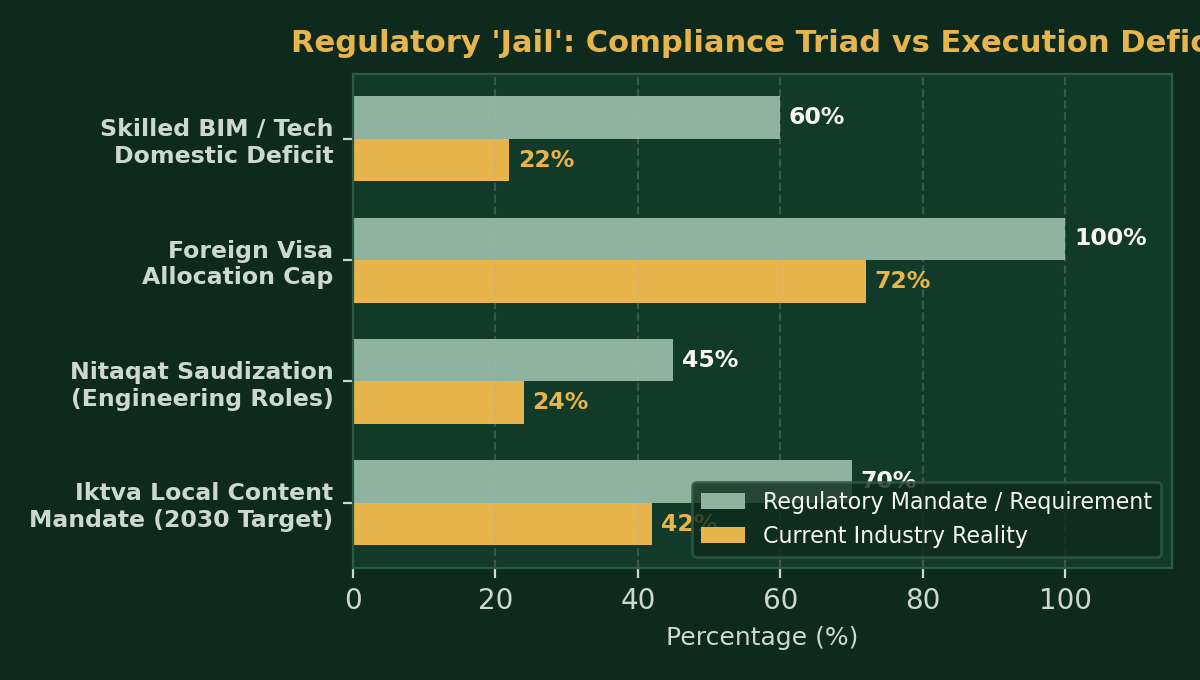 Regulatory 'Jail': Compliance Triad vs Execution Defic
Skilled BIM / Tech
Domestic Deficit
60%
22%
Foreign Visa
Allocation Cap
100%
72%
Nitaqat Saudization
(Engineering Roles)
45%
24%
Iktva Local Content
Mandate (2030 Target)
70%
42%
Regulatory Mandate / Requirement
Current Industry Reality
0 20 40 60 80 100
Percentage (%)